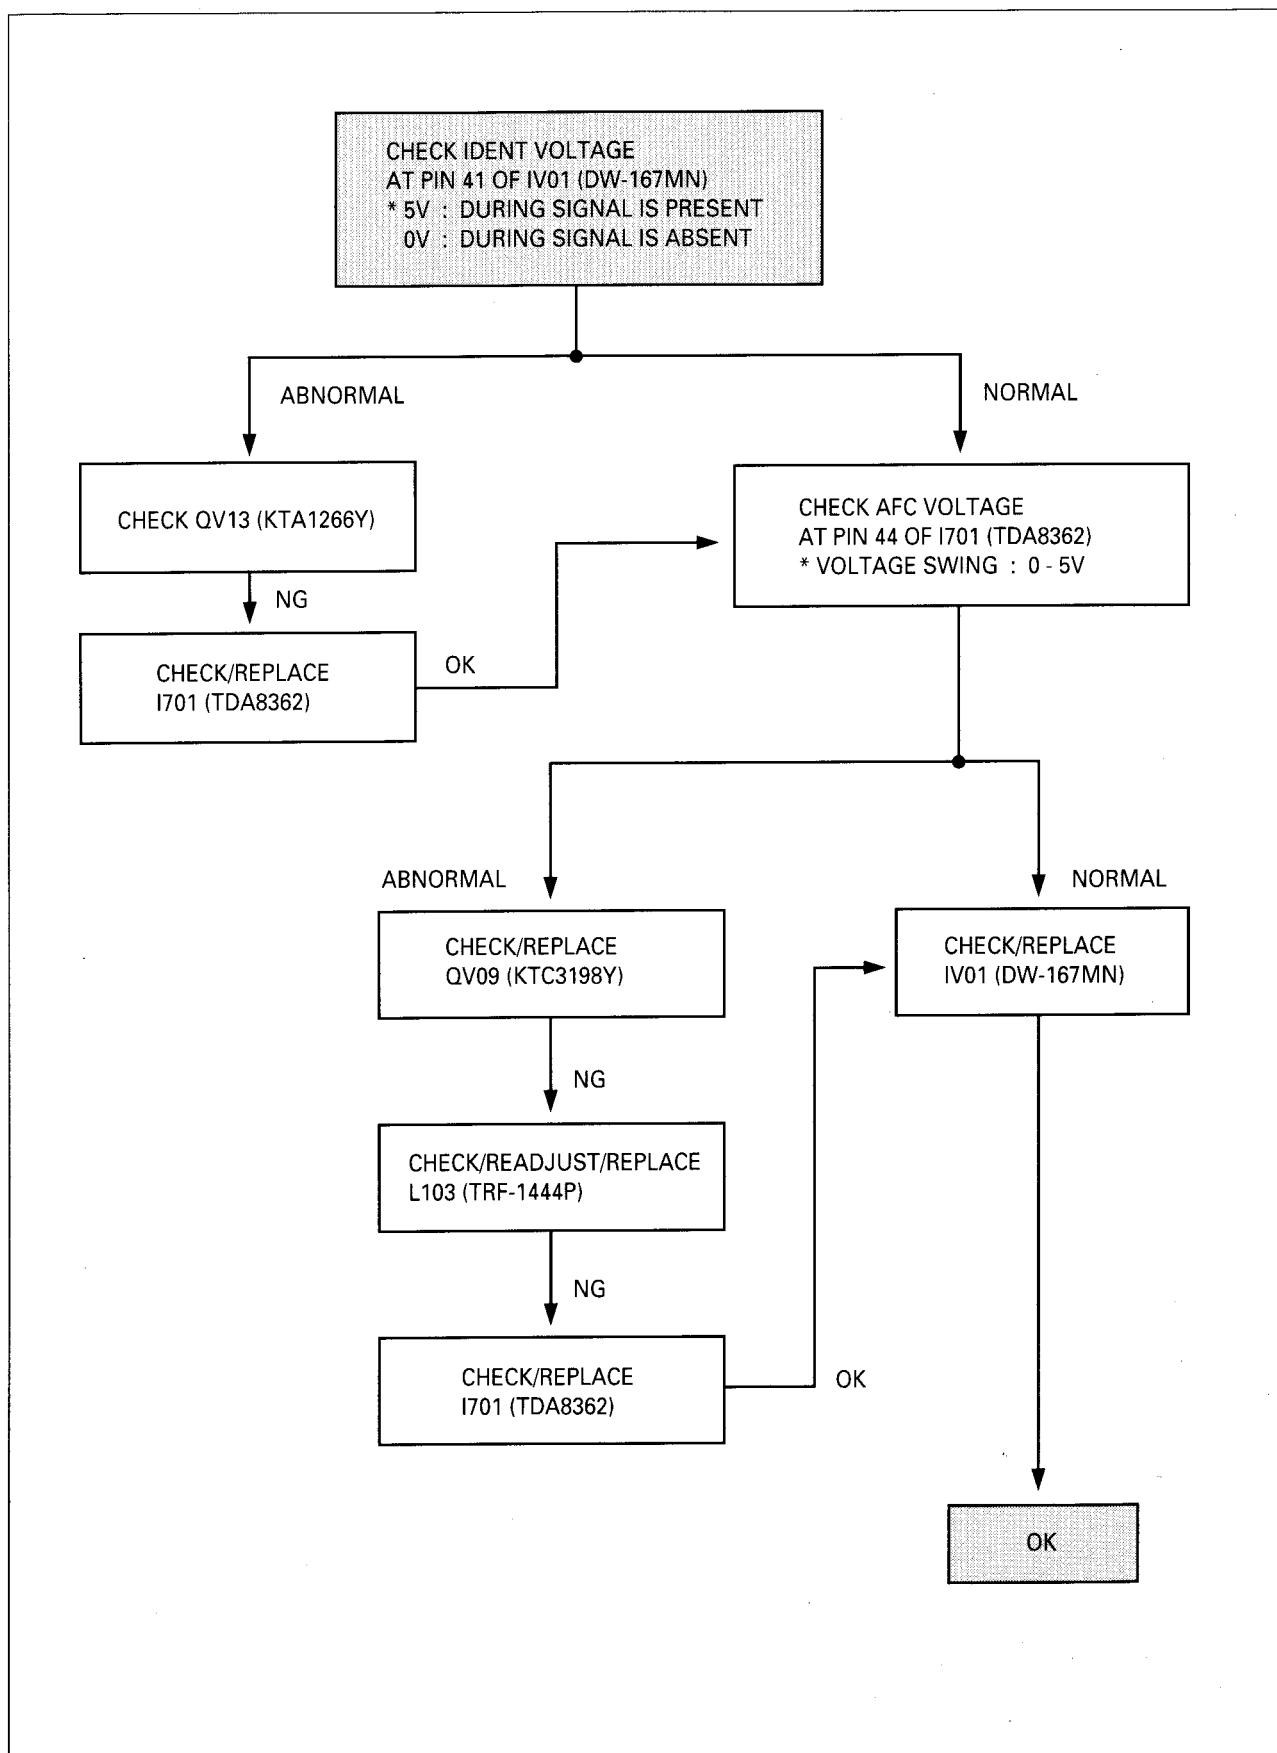 CHECK IDENT VOLTAGE
AT PIN 41 OF IV01 (DW-167MN)
* 5V : DURING SIGNAL IS PRESENT
0V : DURING SIGNAL IS ABSENT
ABNORMAL
NORMAL
CHECK QV13 (KTA1266Y)
CHECK AFC VOLTAGE
AT PIN 44 OF I701 (TDA8362)
* VOLTAGE SWING : 0 - 5V
NG
CHECK/REPLACE
I701 (TDA8362)
OK
ABNORMAL
NORMAL
CHECK/REPLACE
QV09 (KTC3198Y)
CHECK/REPLACE
IV01 (DW-167MN)
NG
CHECK/READJUST/REPLACE
L103 (TRF-1444P)
NG
CHECK/REPLACE
I701 (TDA8362)
OK
OK